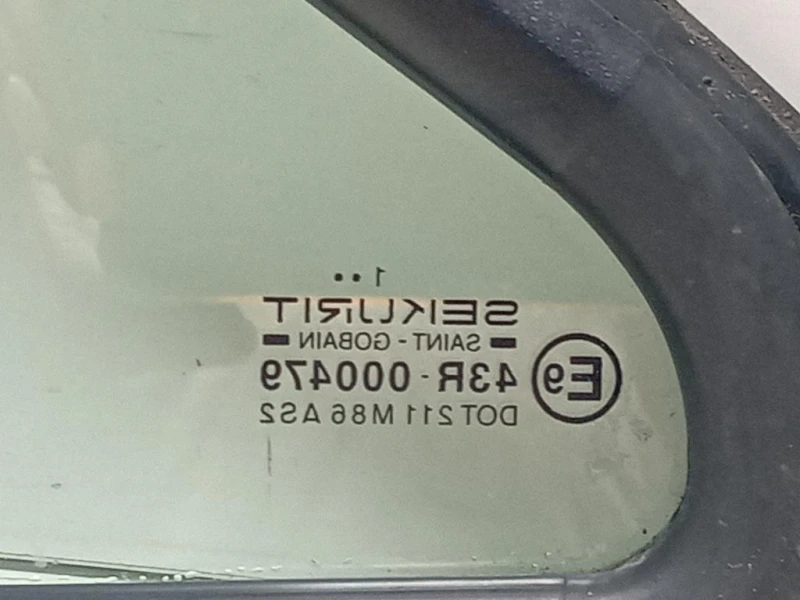 1 ••
SEKURIT
SAINT - GOBAIN
E9 43R - 000479
DOT 211 M86 AS2